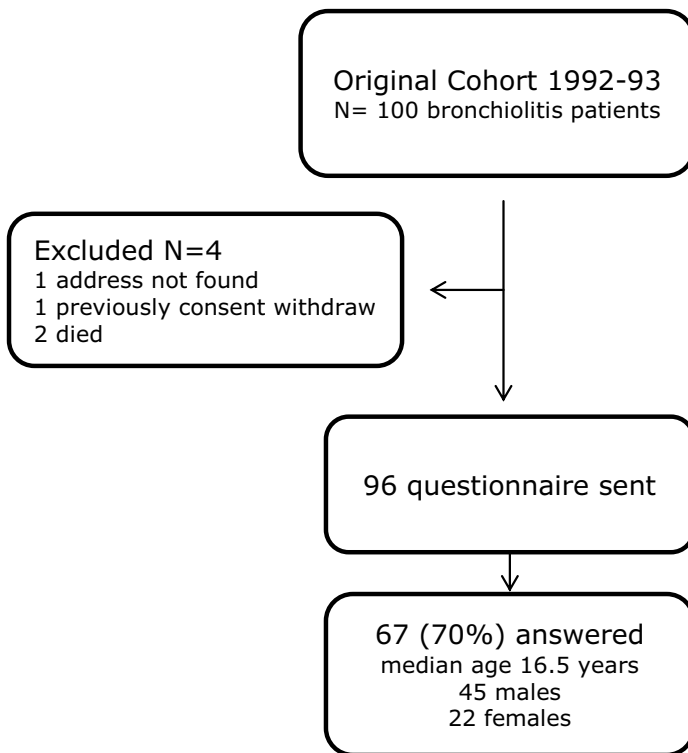 Original Cohort 1992-93
N= 100 bronchiolitis patients
Excluded N=4
1 address not found
1 previously consent withdraw
2 died
96 questionnaire sent
67 (70%) answered
median age 16.5 years
45 males
22 females